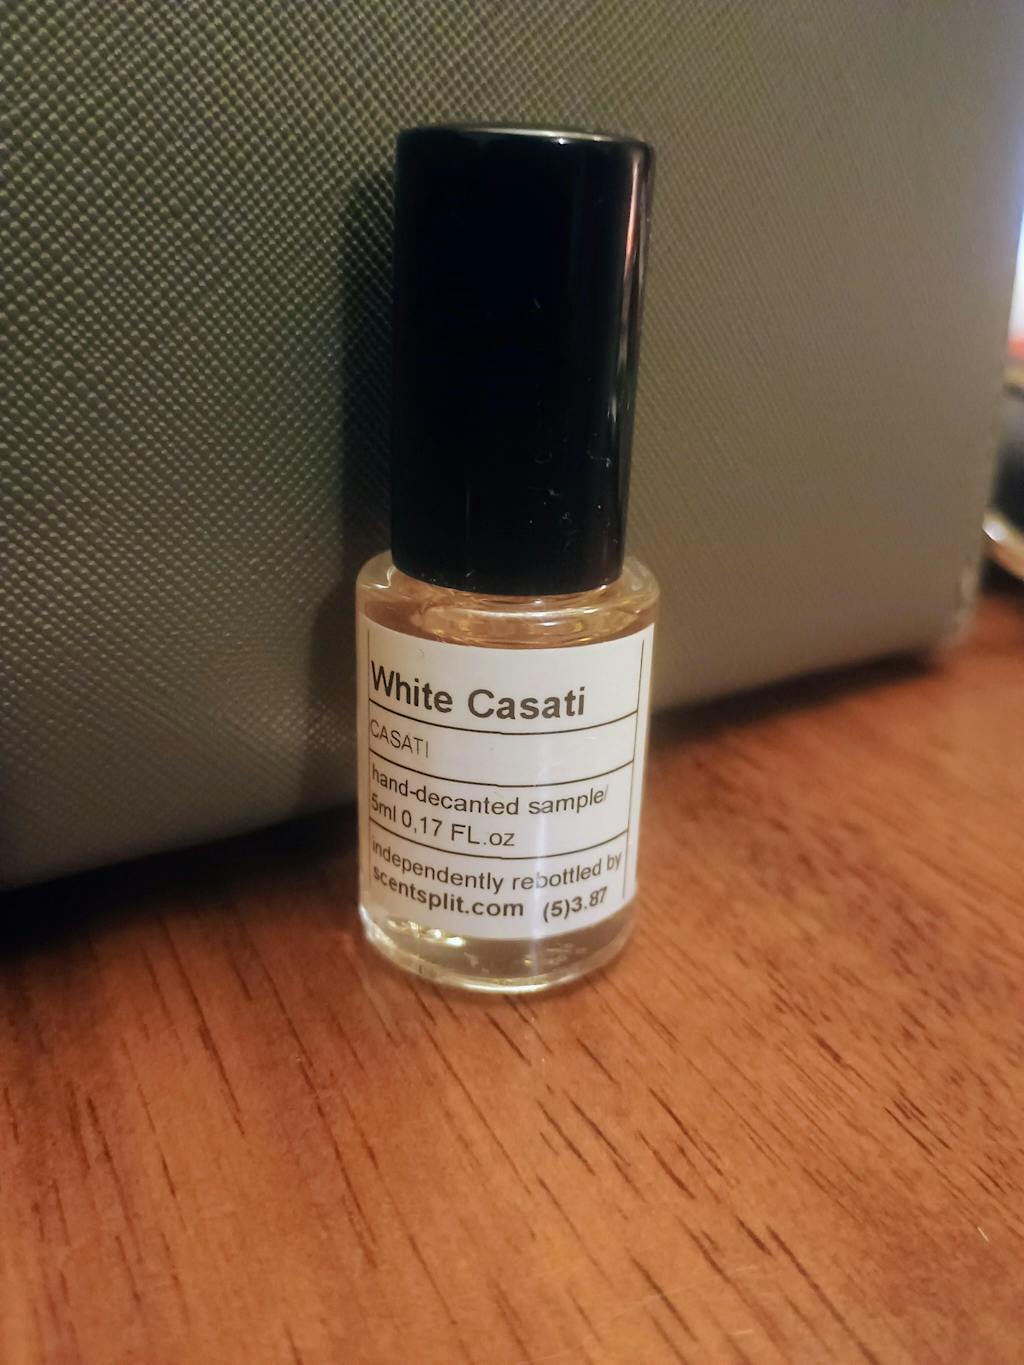 White Casati
CASATI
hand-decanted sample/
5ml 0,17 FL.oz
independently rebottled by
scentsplit.com (5)3.87